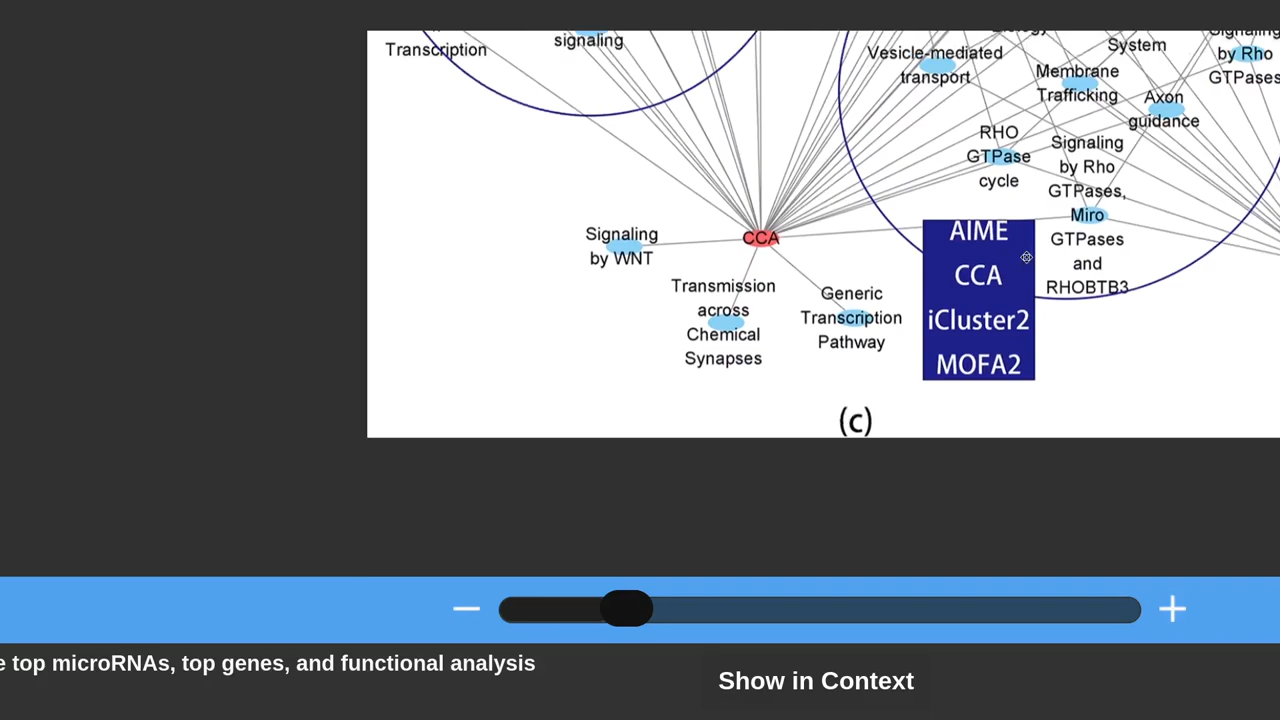 Transcription
signaling
Vesicle-mediated
transport
System
Membrane
Trafficking
by Rho
GTPases
Axon
guidance
RHO
GTPase
cycle
Signaling
by Rho
GTPases,
Miro
GTPases
and
RHOBTB3
Signaling
by WNT
CCA
Transmission
across
Chemical
Synapses
Generic
Transcription
Pathway
AIME
CCA
iCluster2
MOFA2
(c)
e top microRNAs, top genes, and functional analysis
Show in Context